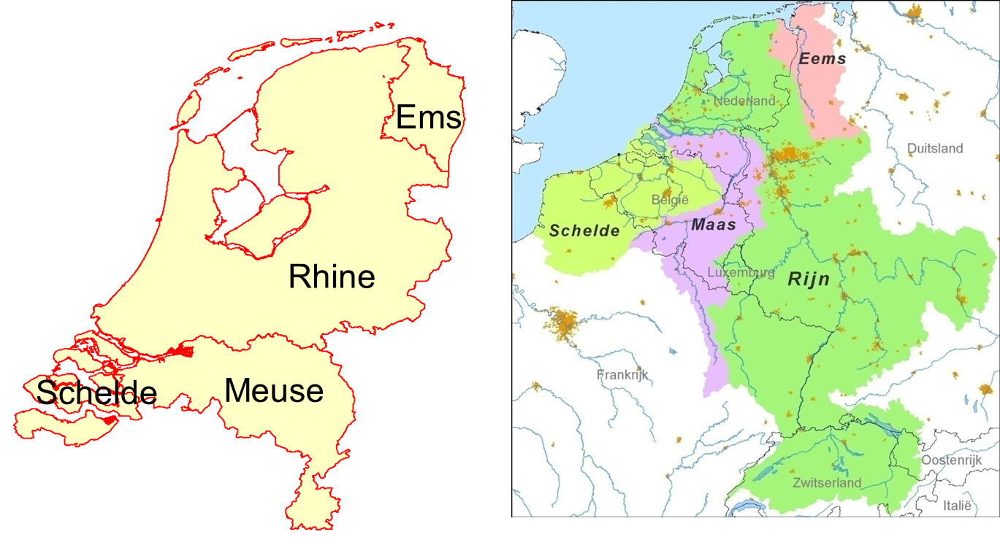 Ems
Rhine
Schelde
Meuse
Eems
Nederland
Duitsland
België
Schelde
Maas
Luxemburg
Rijn
Frankrijk
Oostenrijk
Zwitserland
Italië